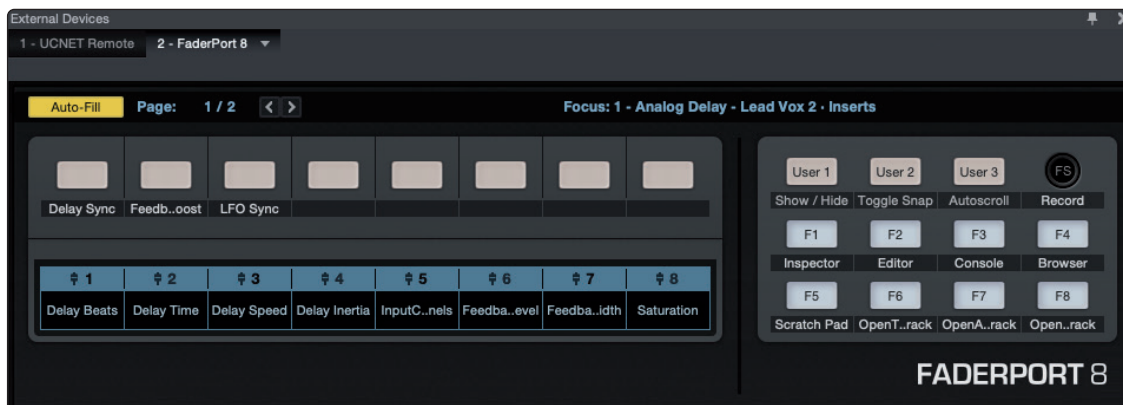 External Devices
1 - UCNET Remote 2 - FaderPort 8
Auto-Fill Page: 1 / 2 < > Focus: 1 - Analog Delay - Lead Vox 2 · Inserts
Delay Sync Feedb..oost LFO Sync
1 2 3 4 5 6 7 8
Delay Beats Delay Time Delay Speed Delay Inertia InputC..nels Feedba..evel Feedba..idth Saturation
User 1 User 2 User 3 FS
Show / Hide Toggle Snap Autoscroll Record
F1 F2 F3 F4
Inspector Editor Console Browser
F5 F6 F7 F8
Scratch Pad OpenT..rack OpenA..rack Open..rack
FADERPORT 8